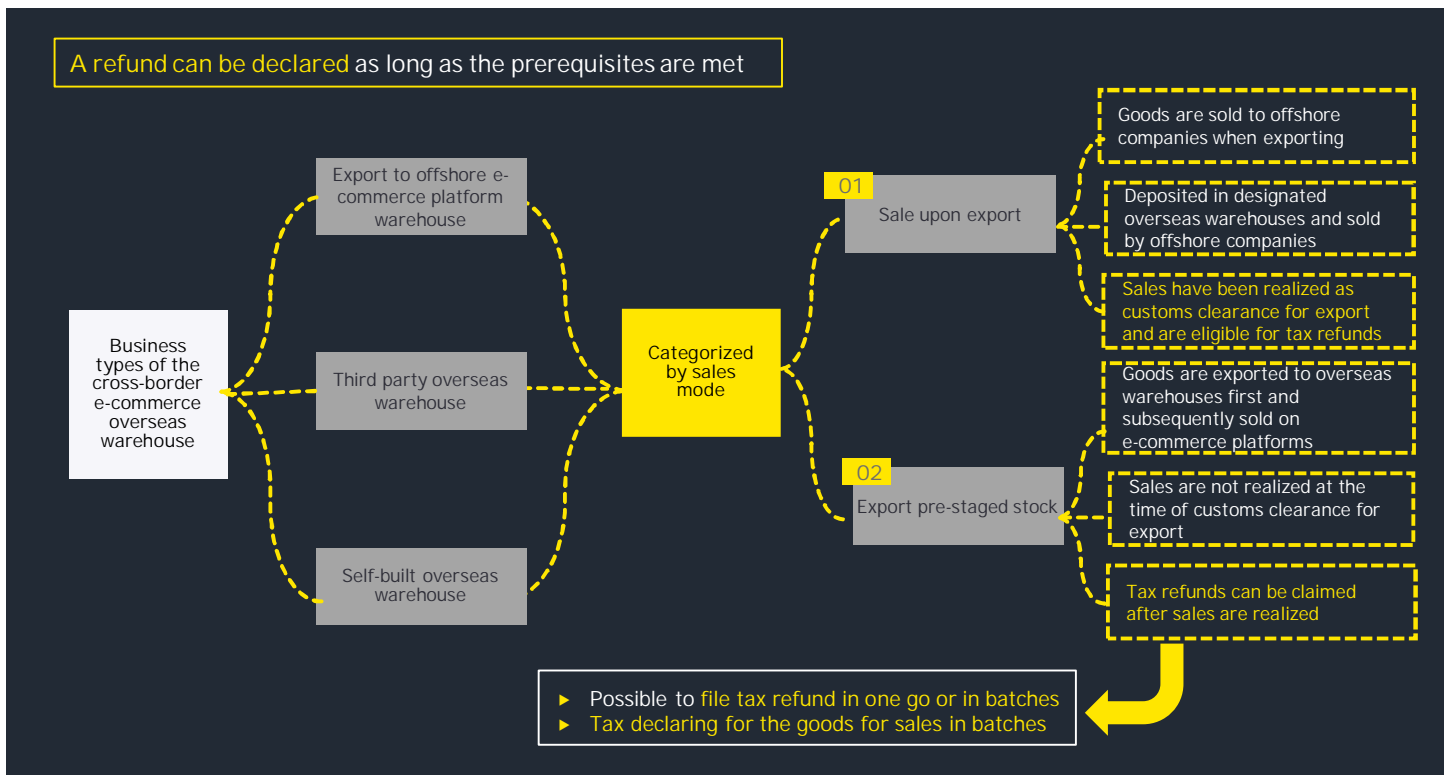 A refund can be declared as long as the prerequisites are met
Export to offshore e-
commerce platform
warehouse
Business
types of the
cross-border
e-commerce
overseas
warehouse
Third party overseas
warehouse
Self-built overseas
warehouse
Categorized
by sales
mode
01
Sale upon export
Goods are sold to offshore
companies when exporting
Deposited in designated
overseas warehouses and sold
by offshore companies
Sales have been realized as
customs clearance for export
and are eligible for tax refunds
02
Export pre-staged stock
Goods are exported to overseas
warehouses first and
subsequently sold on
e-commerce platforms
Sales are not realized at the
time of customs clearance for
export
Tax refunds can be claimed
after sales are realized
► Possible to file tax refund in one go or in batches
► Tax declaring for the goods for sales in batches